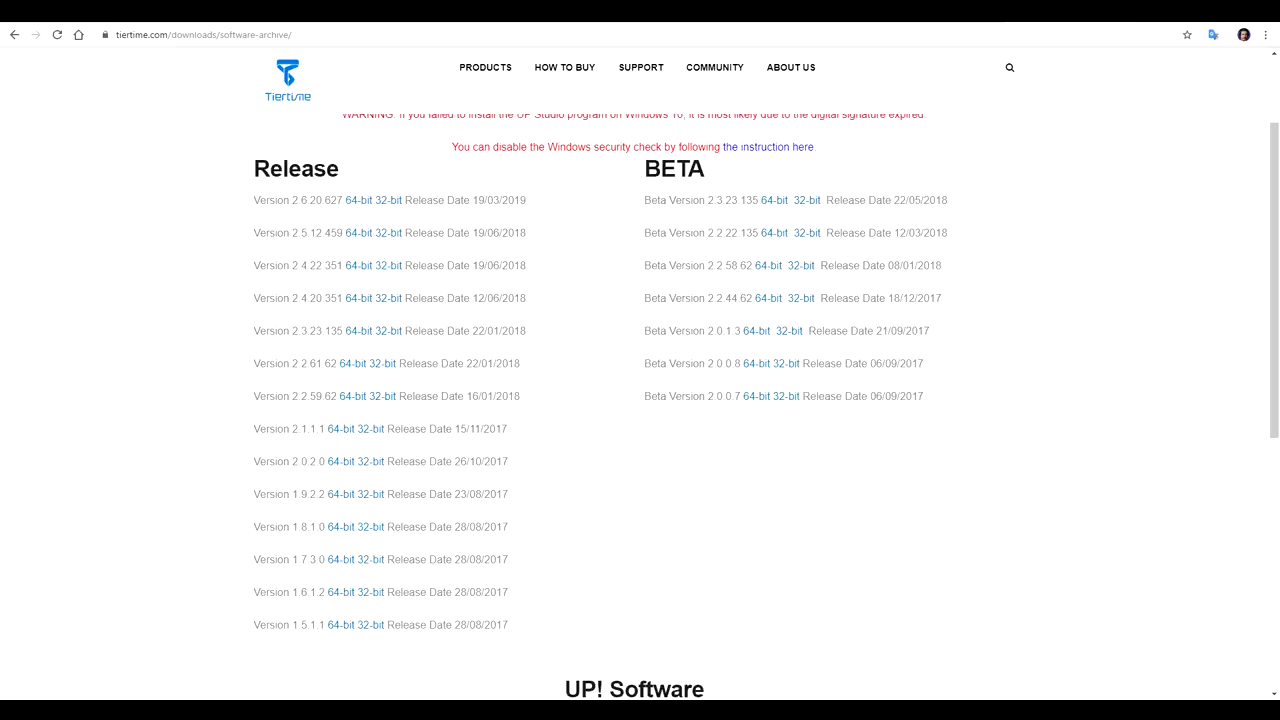 tiertime.com/downloads/software-archive/
Tiertime
PRODUCTS HOW TO BUY SUPPORT COMMUNITY ABOUT US
WARNING: If you failed to install the UP Studio program on Windows 10, it is most likely due to the digital signature expired.
You can disable the Windows security check by following the instruction here.
Release
Version 2.6.20.627 64-bit 32-bit Release Date 19/03/2019
Version 2.5.12.459 64-bit 32-bit Release Date 19/06/2018
Version 2.4.22.351 64-bit 32-bit Release Date 19/06/2018
Version 2.4.20.351 64-bit 32-bit Release Date 12/06/2018
Version 2.3.23.135 64-bit 32-bit Release Date 22/01/2018
Version 2.2.61.62 64-bit 32-bit Release Date 22/01/2018
Version 2.2.59.62 64-bit 32-bit Release Date 16/01/2018
Version 2.1.1.1 64-bit 32-bit Release Date 15/11/2017
Version 2.0.2.0 64-bit 32-bit Release Date 26/10/2017
Version 1.9.2.2 64-bit 32-bit Release Date 23/08/2017
Version 1.8.1.0 64-bit 32-bit Release Date 28/08/2017
Version 1.7.3.0 64-bit 32-bit Release Date 28/08/2017
Version 1.6.1.2 64-bit 32-bit Release Date 28/08/2017
Version 1.5.1.1 64-bit 32-bit Release Date 28/08/2017
BETA
Beta Version 2.3.23.135 64-bit 32-bit Release Date 22/05/2018
Beta Version 2.2.22.135 64-bit 32-bit Release Date 12/03/2018
Beta Version 2.2.58.62 64-bit 32-bit Release Date 08/01/2018
Beta Version 2.2.44.62 64-bit 32-bit Release Date 18/12/2017
Beta Version 2.0.1.3 64-bit 32-bit Release Date 21/09/2017
Beta Version 2.0.0.8 64-bit 32-bit Release Date 06/09/2017
Beta Version 2.0.0.7 64-bit 32-bit Release Date 06/09/2017
UP! Software